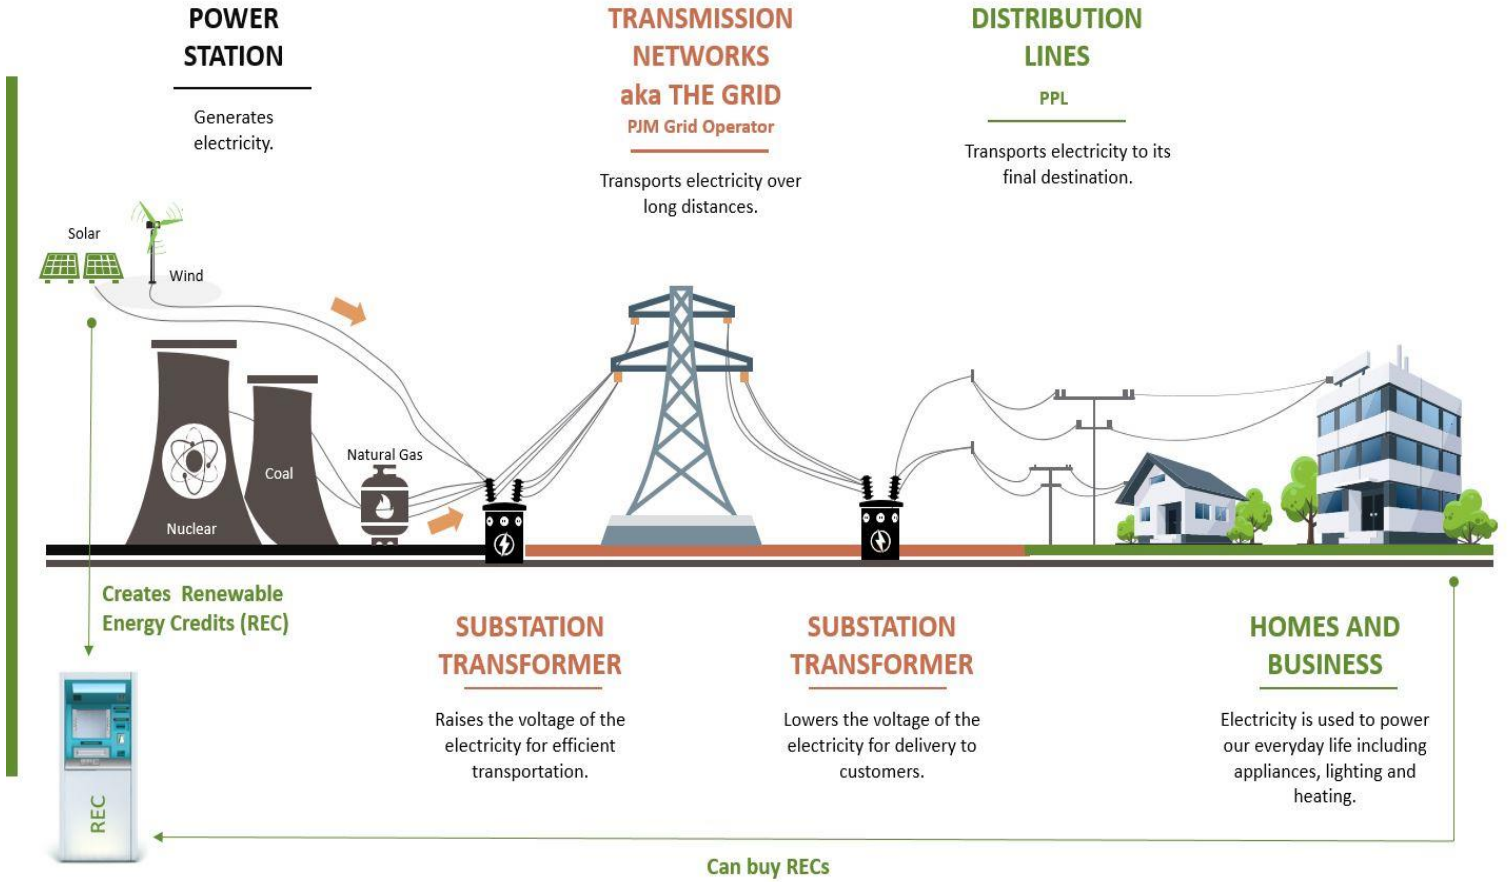 POWER
STATION
Generates
electricity.
TRANSMISSION
NETWORKS
aka THE GRID
PJM Grid Operator
Transports electricity over
long distances.
DISTRIBUTION
LINES
PPL
Transports electricity to its
final destination.
Solar
Wind
Nuclear
Coal
Natural Gas
Creates Renewable
Energy Credits (REC)
SUBSTATION
TRANSFORMER
Raises the voltage of the
electricity for efficient
transportation.
SUBSTATION
TRANSFORMER
Lowers the voltage of the
electricity for delivery to
customers.
HOMES AND
BUSINESS
Electricity is used to power
our everyday life including
appliances, lighting and
heating.
REC
Can buy RECs